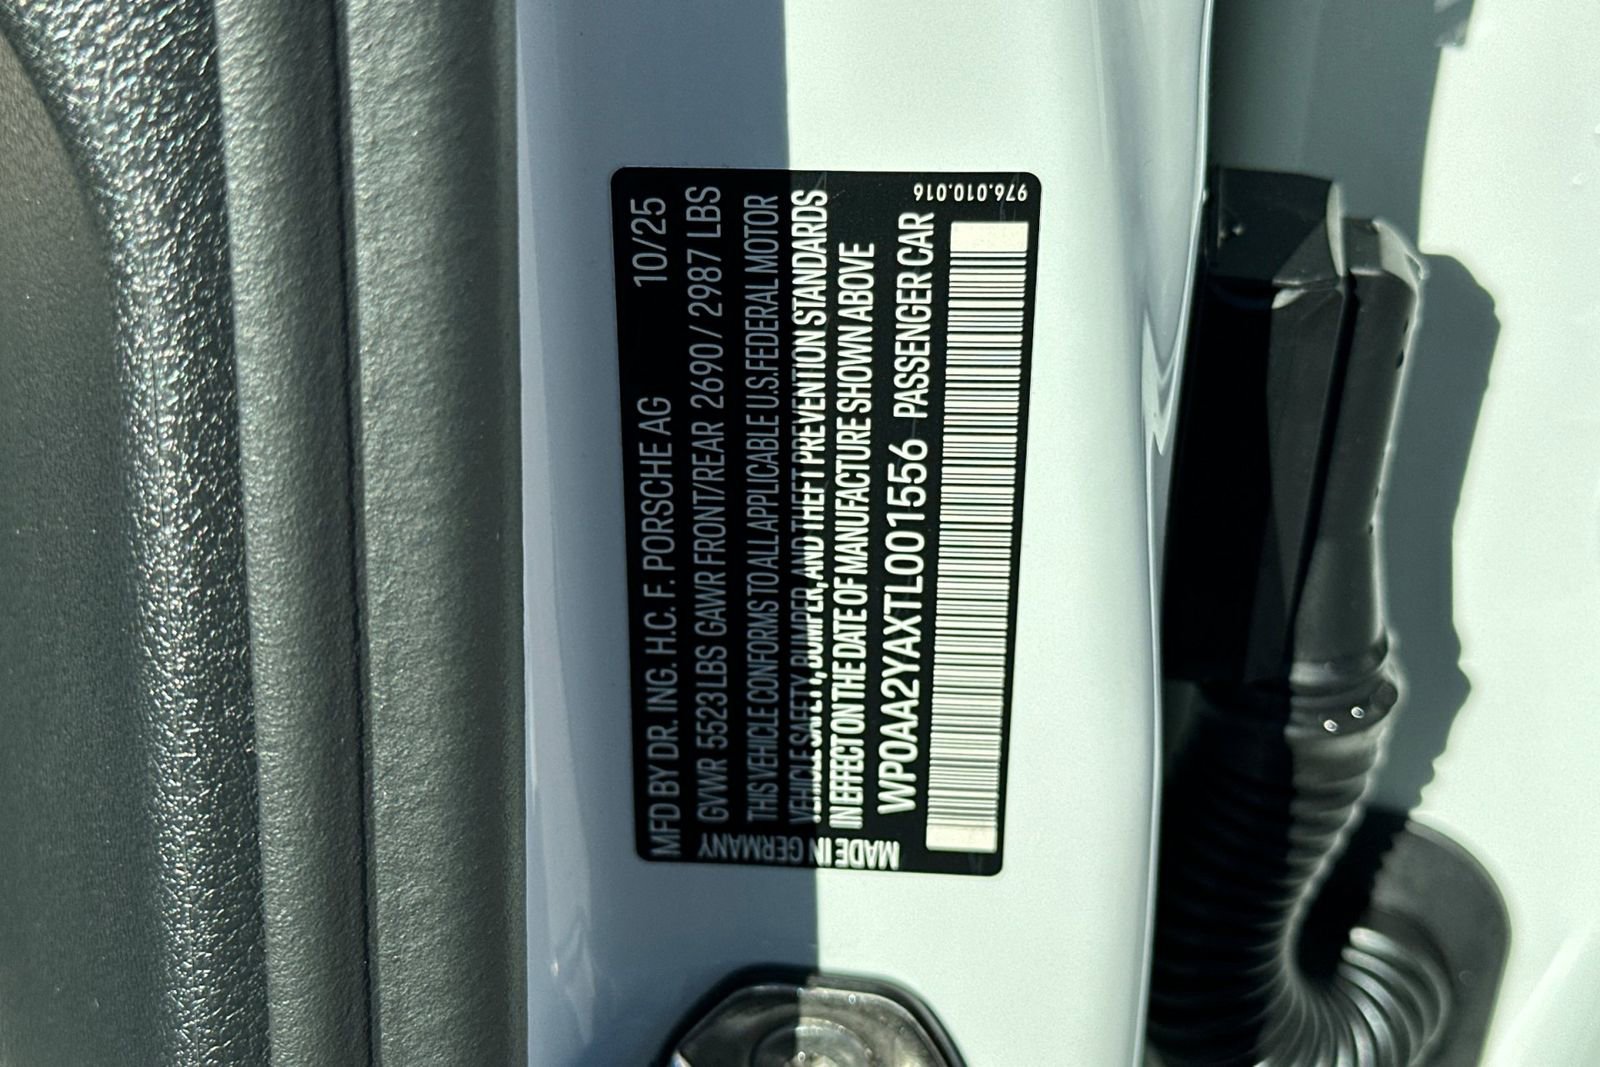 MFD BY DR. ING. H.C. F. PORSCHE AG 10/25
GVWR 5523 LBS GAWR FRONT/REAR 2690 / 2987 LBS
THIS VEHICLE CONFORMS TO ALL APPLICABLE U.S. FEDERAL MOTOR
VEHICLE SAFETY, BUMPER, AND THEFT PREVENTION STANDARDS
IN EFFECT ON THE DATE OF MANUFACTURE SHOWN ABOVE
WP0AA2YAXTL001556 PASSENGER CAR
MADE IN GERMANY
976.010.016